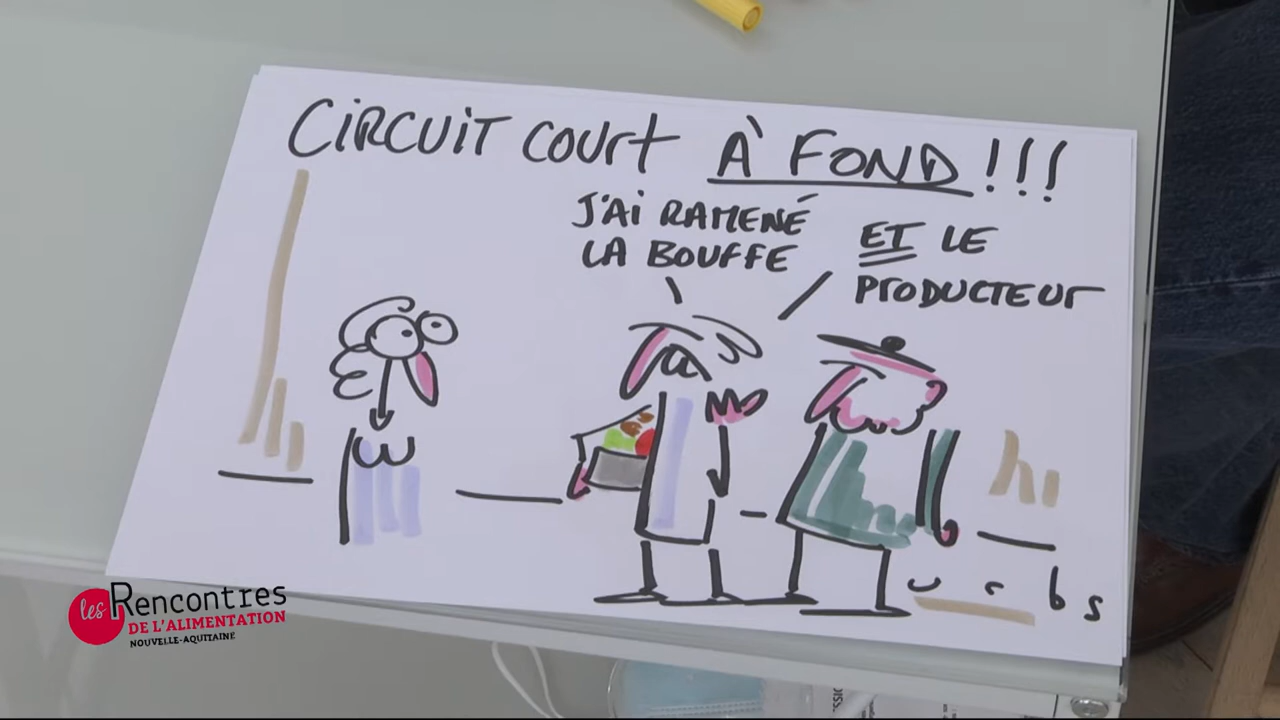 CIRCUIT COURT À FOND !!!
J'AI RAMENÉ
LA BOUFFE
ET LE
PRODUCTEUR
les Rencontres
DE L'ALIMENTATION
NOUVELLE-AQUITAINE